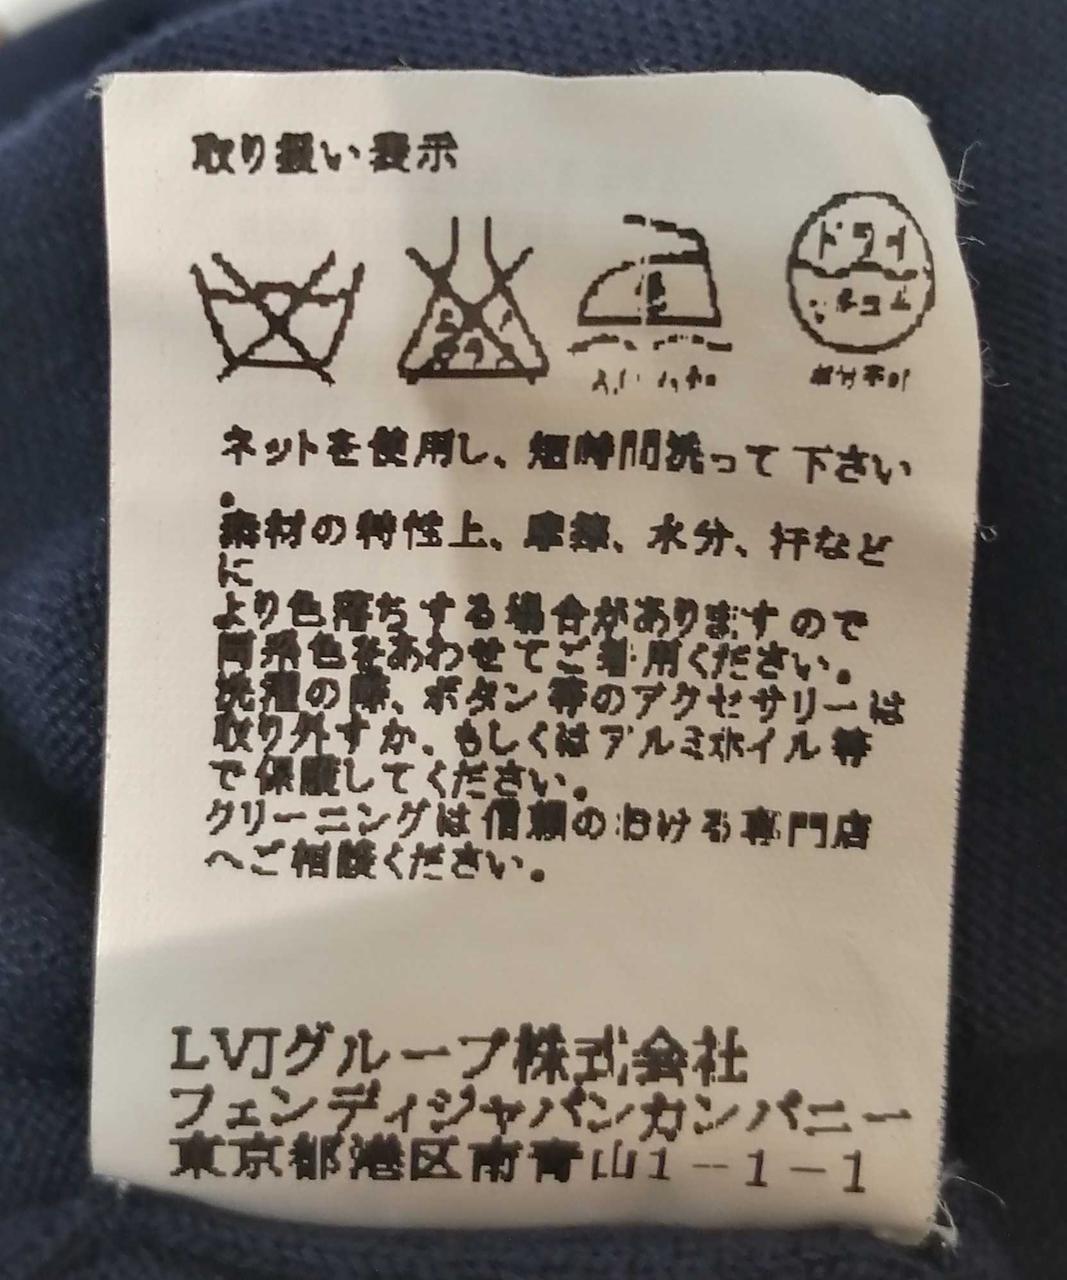 取り扱い表示
ドライ
ネットを使用し、短時間洗って下さい
。
素材の特性上、摩擦、水分、汗など
に
より色落ちする場合がありますので
同系色をあわせてご着用ください。
洗濯の際、ボタン等のアクセサリーは
取り外すか、もしくはアルミホイル等
で保護してください。
クリーニングは信頼のおける専門店
へご相談ください。
LVJグループ株式会社
フェンディジャパンカンパニー
東京都港区南青山1-1-1